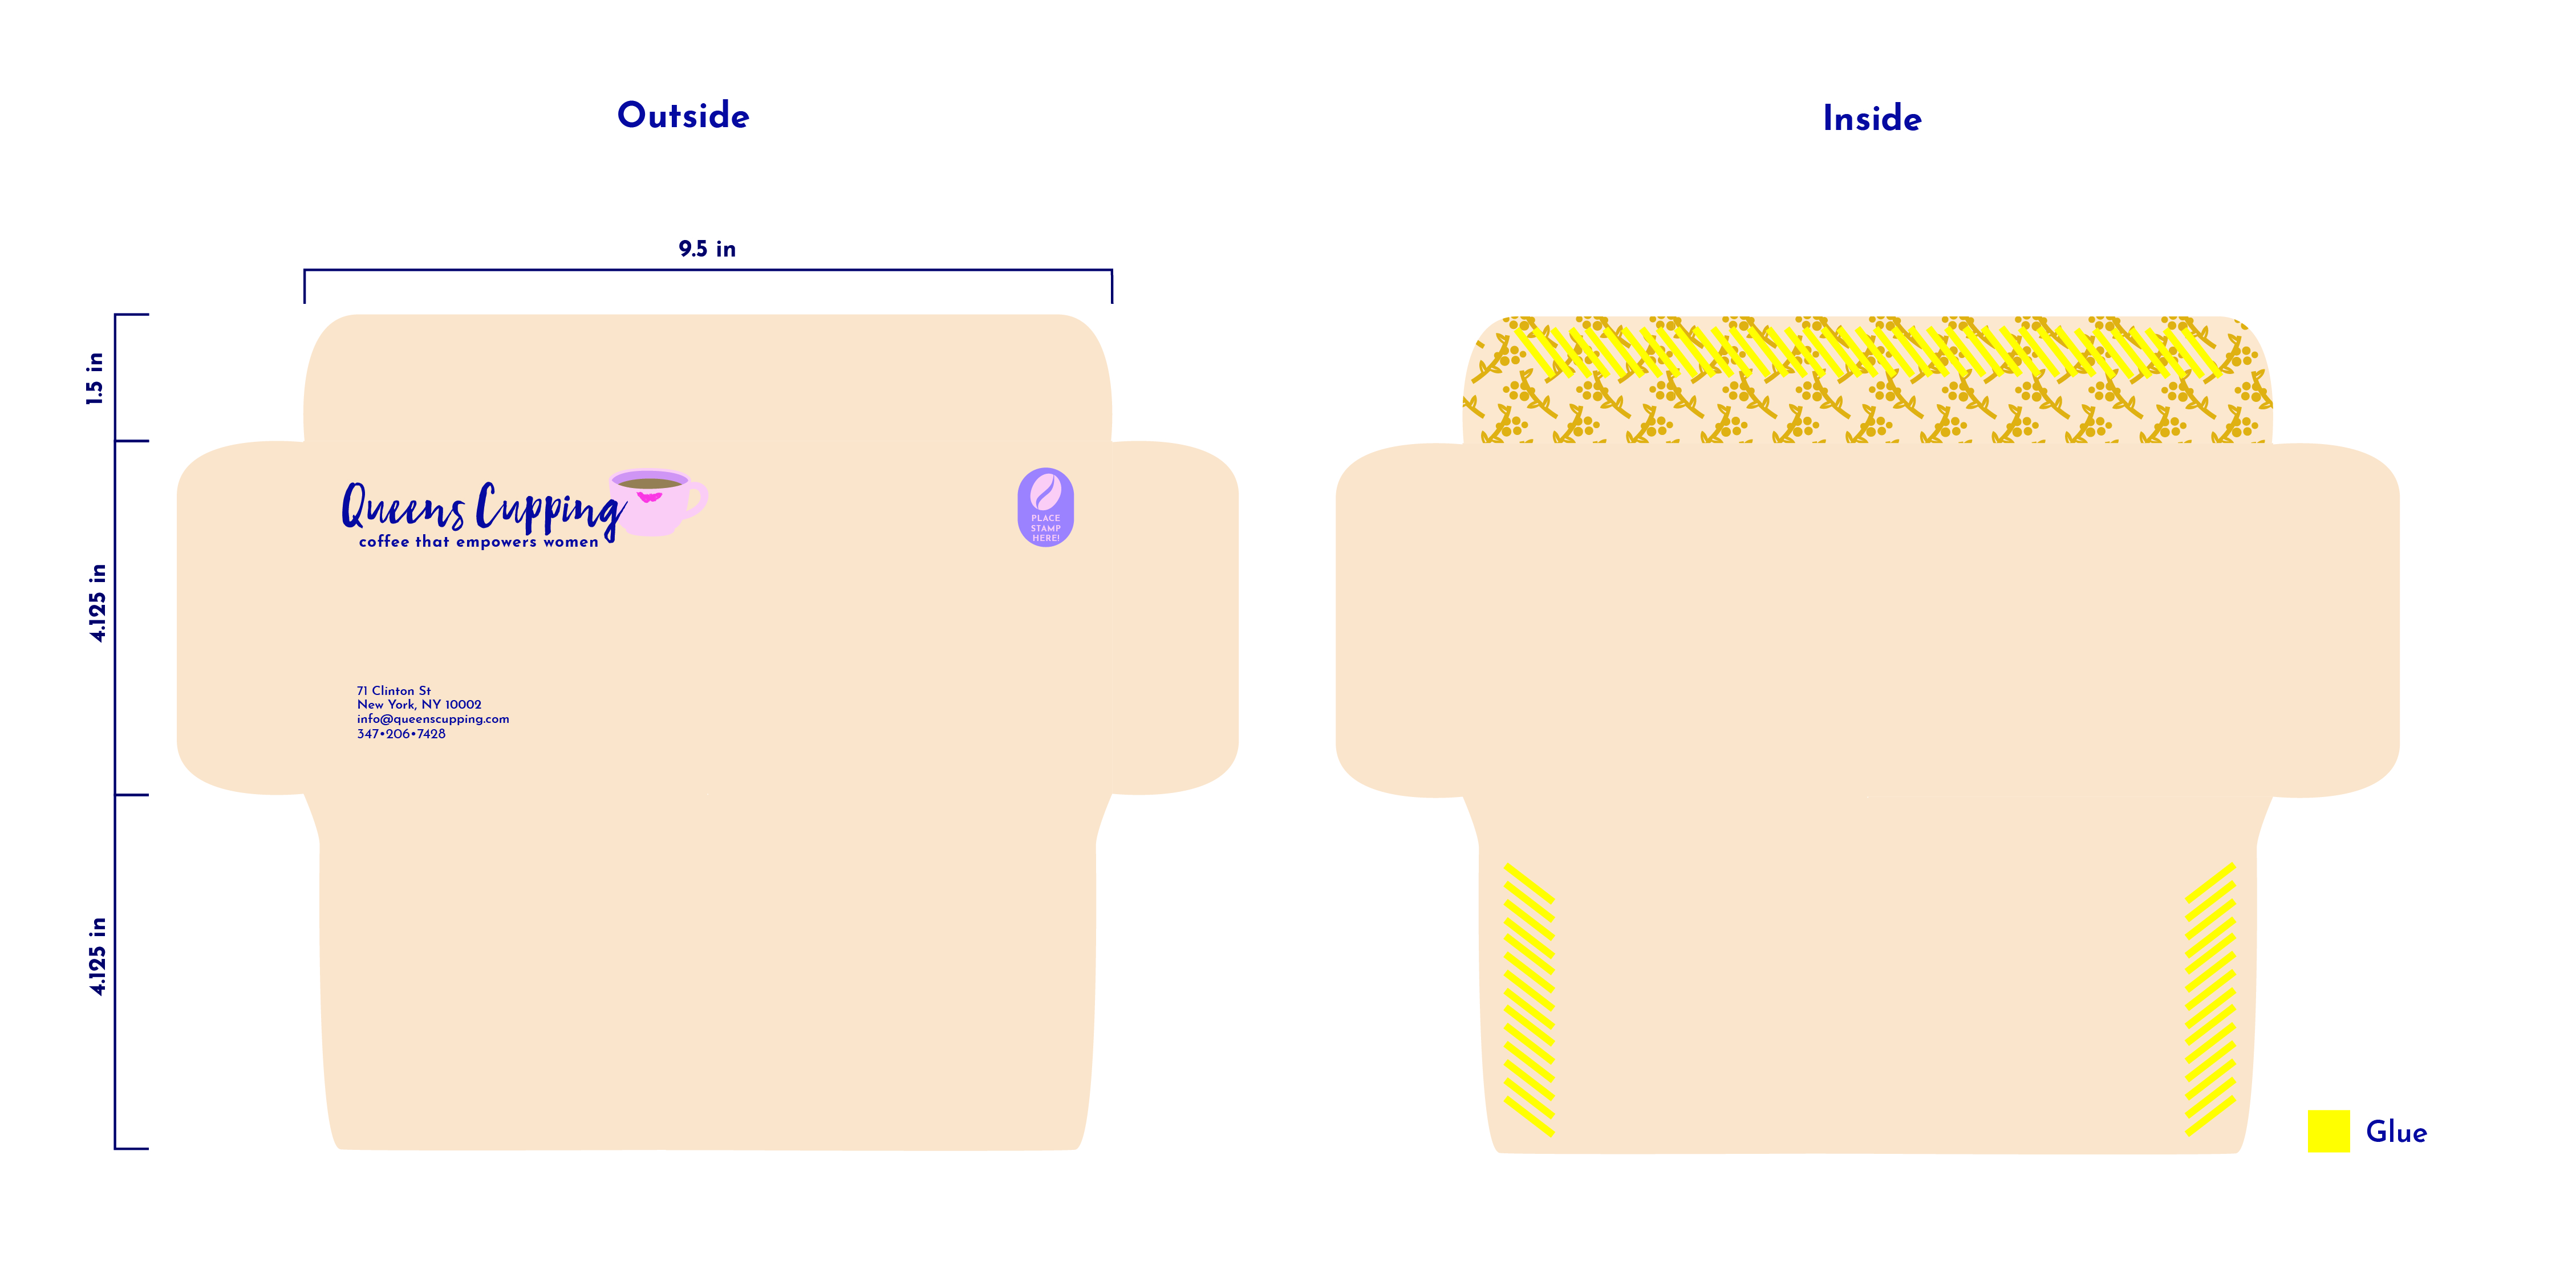 Outside
Inside
9.5 in
1.5 in
4.125 in
4.125 in
Queens Cupping
coffee that empowers women
PLACE
STAMP
HERE!
71 Clinton St
New York, NY 10002
info@queenscupping.com
347•206•7428
Glue